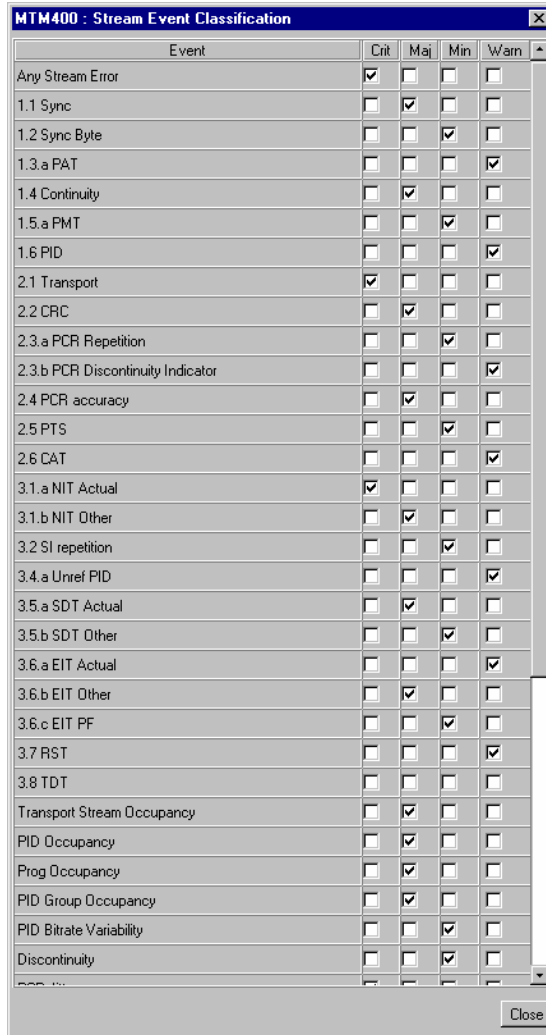 MTM400 : Stream Event Classification
Event Crit Maj Min Warn
Any Stream Error
1.1 Sync
1.2 Sync Byte
1.3.a PAT
1.4 Continuity
1.5.a PMT
1.6 PID
2.1 Transport
2.2 CRC
2.3.a PCR Repetition
2.3.b PCR Discontinuity Indicator
2.4 PCR accuracy
2.5 PTS
2.6 CAT
3.1.a NIT Actual
3.1.b NIT Other
3.2 SI repetition
3.4.a Unref PID
3.5.a SDT Actual
3.5.b SDT Other
3.6.a EIT Actual
3.6.b EIT Other
3.6.c EIT PF
3.7 RST
3.8 TDT
Transport Stream Occupancy
PID Occupancy
Prog Occupancy
PID Group Occupancy
PID Bitrate Variability
Discontinuity
Close